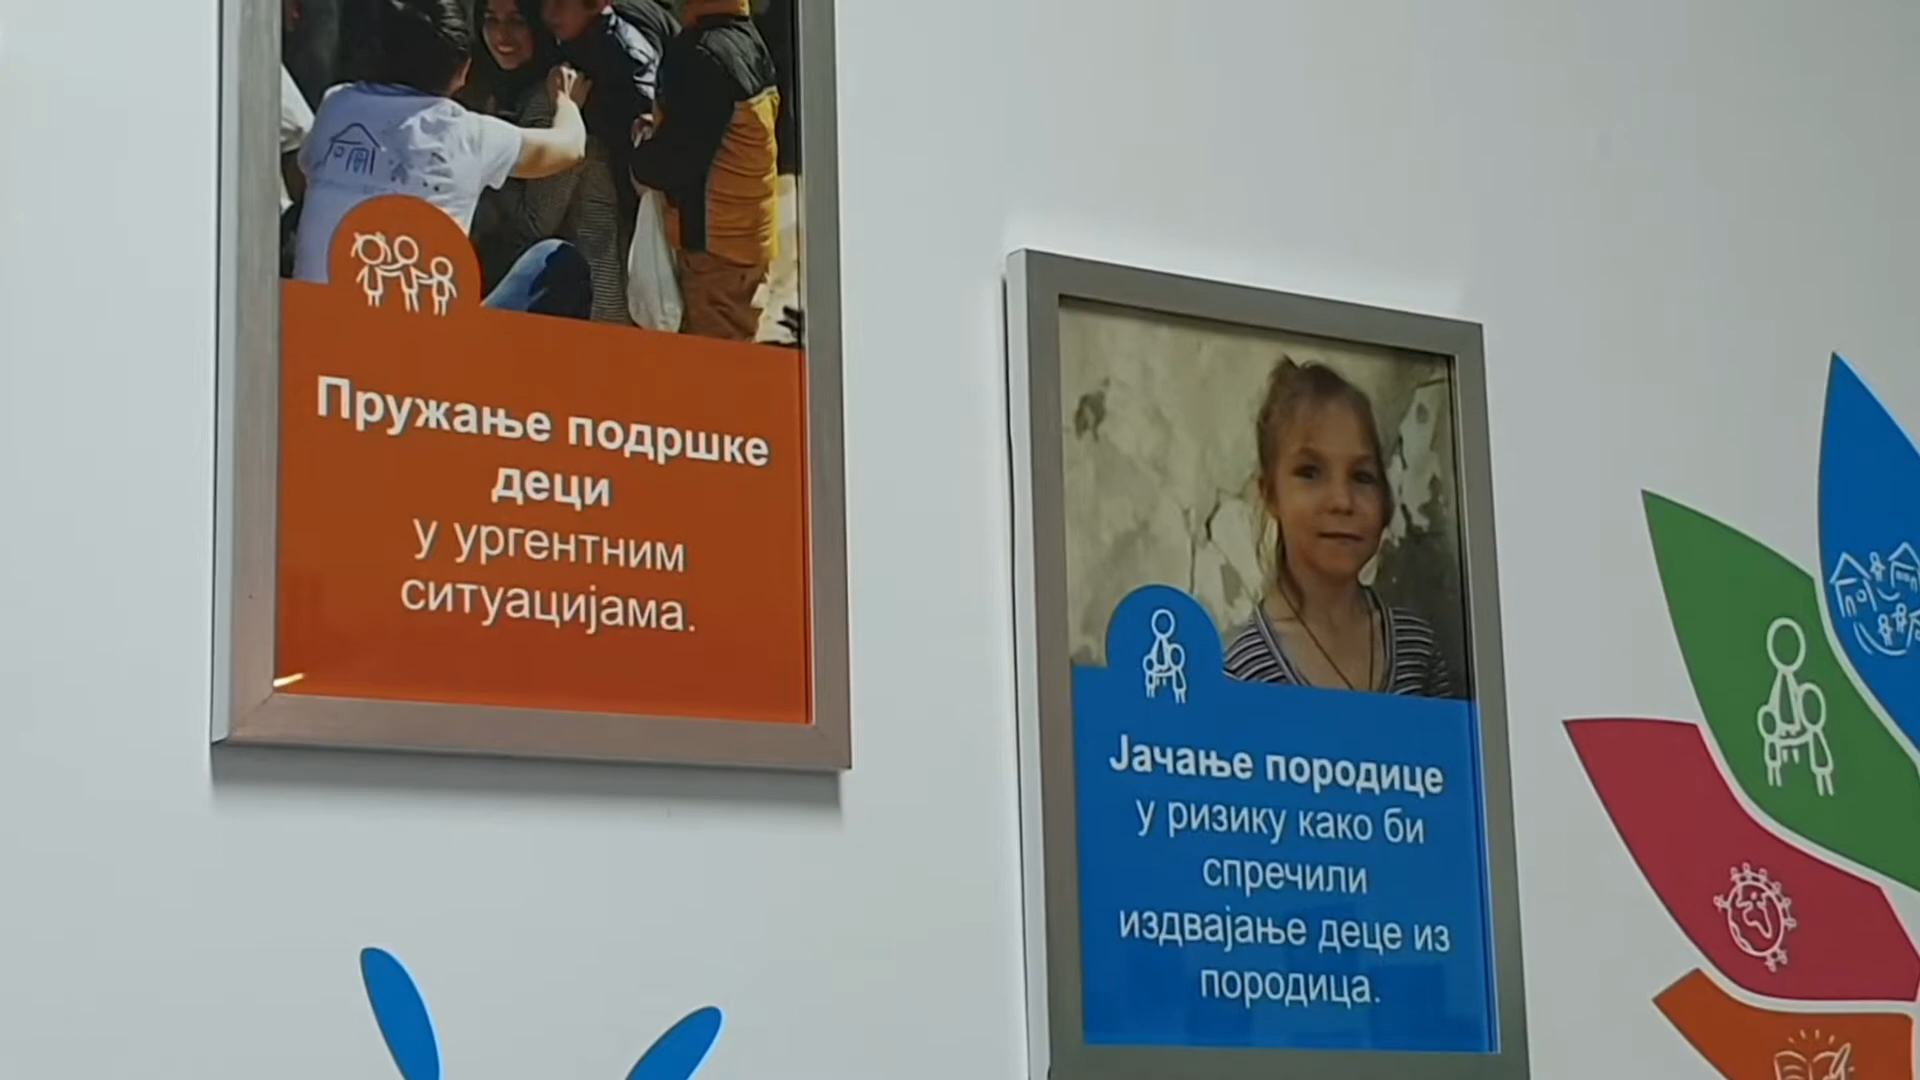 Пружање подршке
деци
у ургентним
ситуацијама.
Јачање породице
у ризику како би
спречили
издвајање деце из
породица.